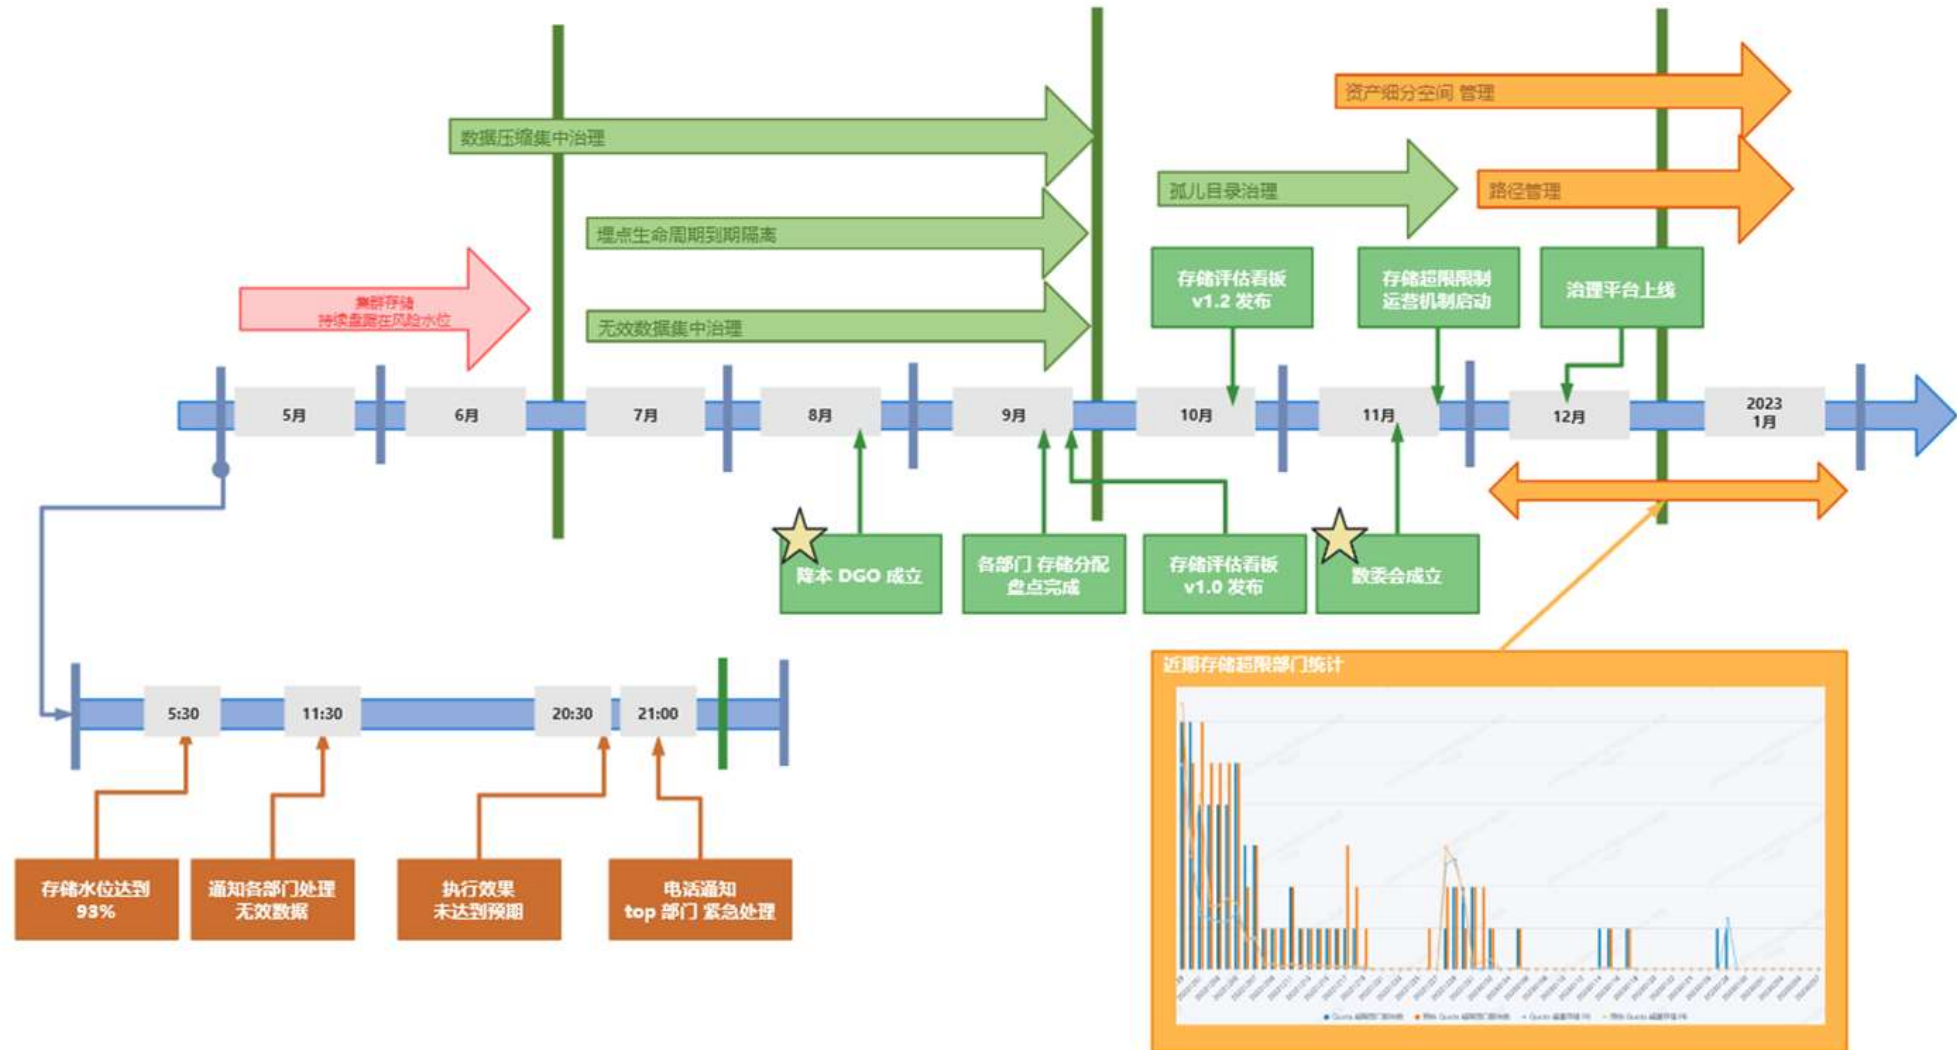 资产细分空间 管理
数据压缩集中治理
孤儿目录治理
路径管理
埋点生命周期到期隔离
集群存储
持续盘踞在风险水位
无效数据集中治理
存储评估看板
v1.2 发布
存储超限限制
运营机制启动
治理平台上线
5月
6月
7月
8月
9月
10月
11月
12月
2023
1月
降本 DGO 成立
各部门 存储分配
盘点完成
存储评估看板
v1.0 发布
数委会成立
近期存储超限部门统计
5:30
11:30
20:30
21:00
存储水位达到
93%
通知各部门处理
无效数据
执行效果
未达到预期
电话通知
top 部门 紧急处理